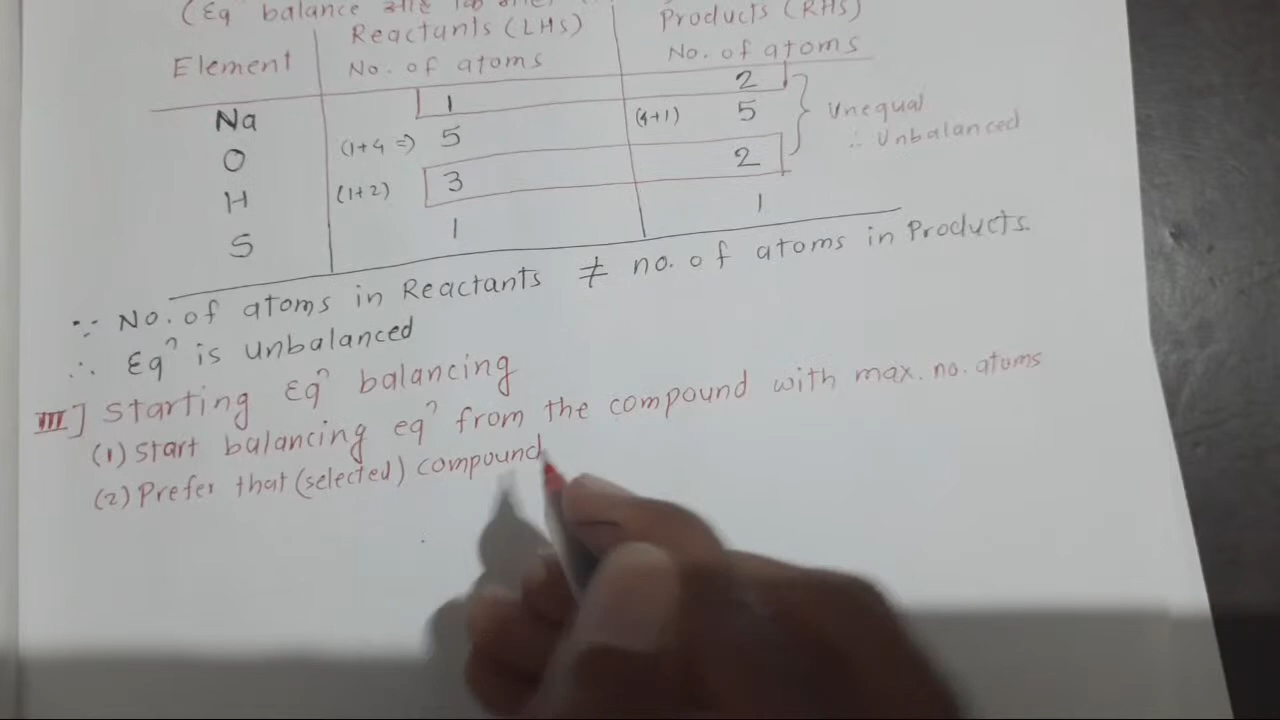 (Eqⁿ balance आहे
Element
Reactants (LHS)
No. of atoms
Products (RHS)
No. of atoms
Na 1 2
O (1+4 =) 5 (4+1) 5
H (1+2) 3 2
S 1 1
Unequal
∴ Unbalanced
∵ No. of atoms in Reactants ≠ no. of atoms in Products.
∴ Eqⁿ is unbalanced
III] Starting Eqⁿ balancing
(1) Start balancing eqⁿ from the compound with max. no. atoms
(2) Prefer that (selected) compound